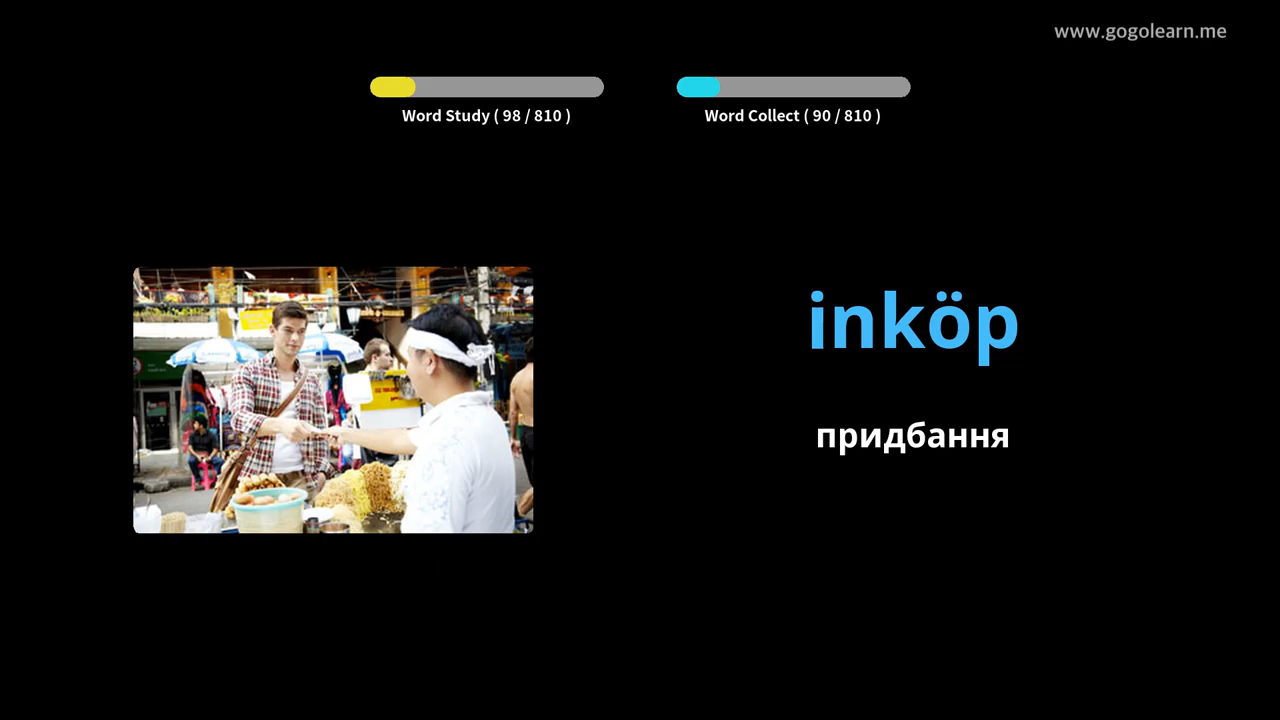 www.gogolearn.me
Word Study ( 98 / 810 )
Word Collect ( 90 / 810 )
inköp
придбання